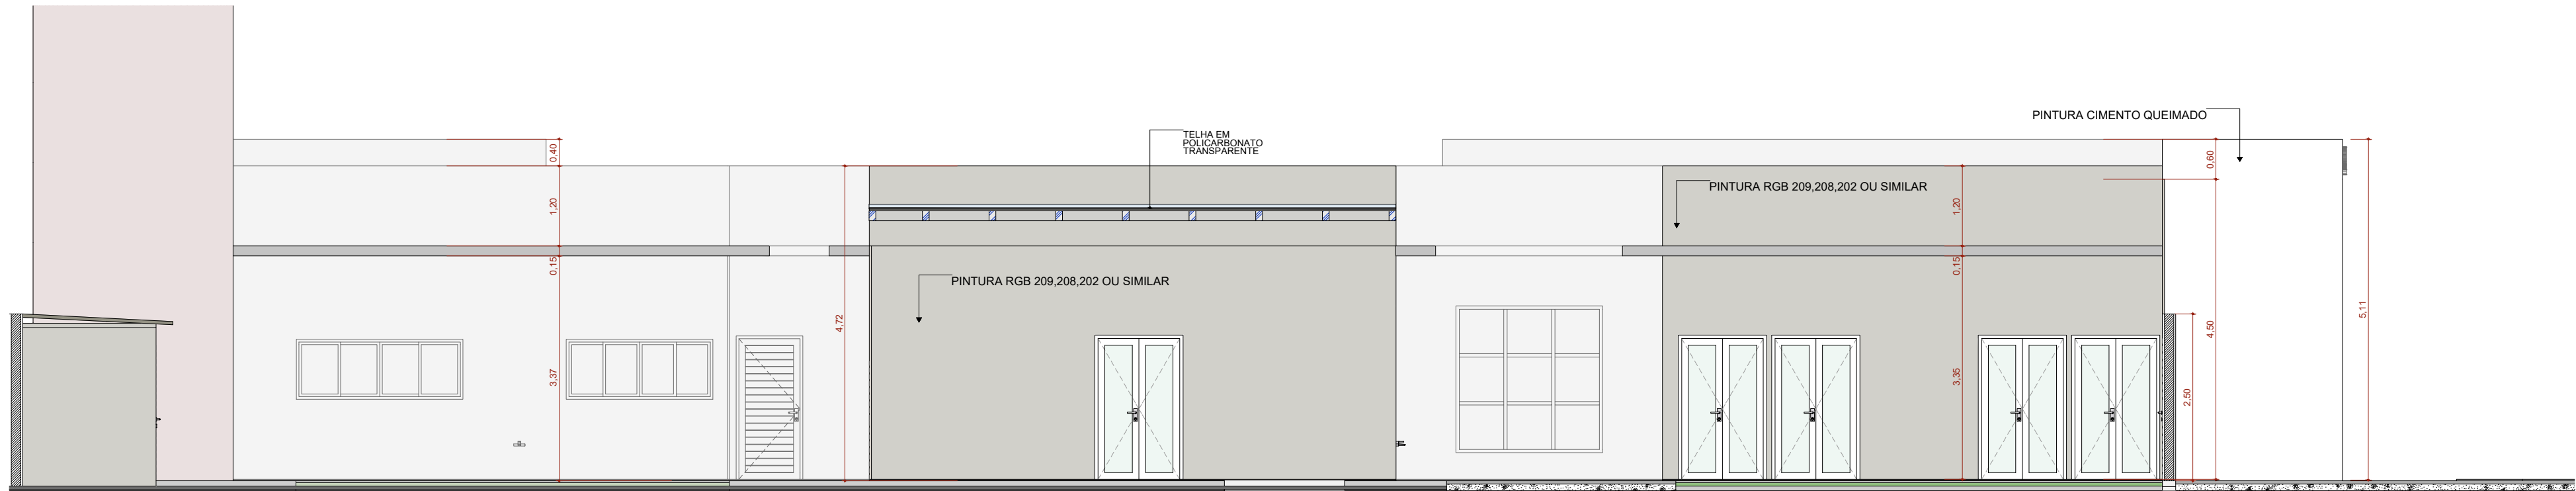 PINTURA CIMENTO QUEIMADO
TELHA EM
POLICARBONATO
TRANSPARENTE
PINTURA RGB 209,208,202 OU SIMILAR
PINTURA RGB 209,208,202 OU SIMILAR
0,40
1,20
0,15
3,37
4,72
1,20
0,15
3,35
0,60
4,50
2,50
5,11